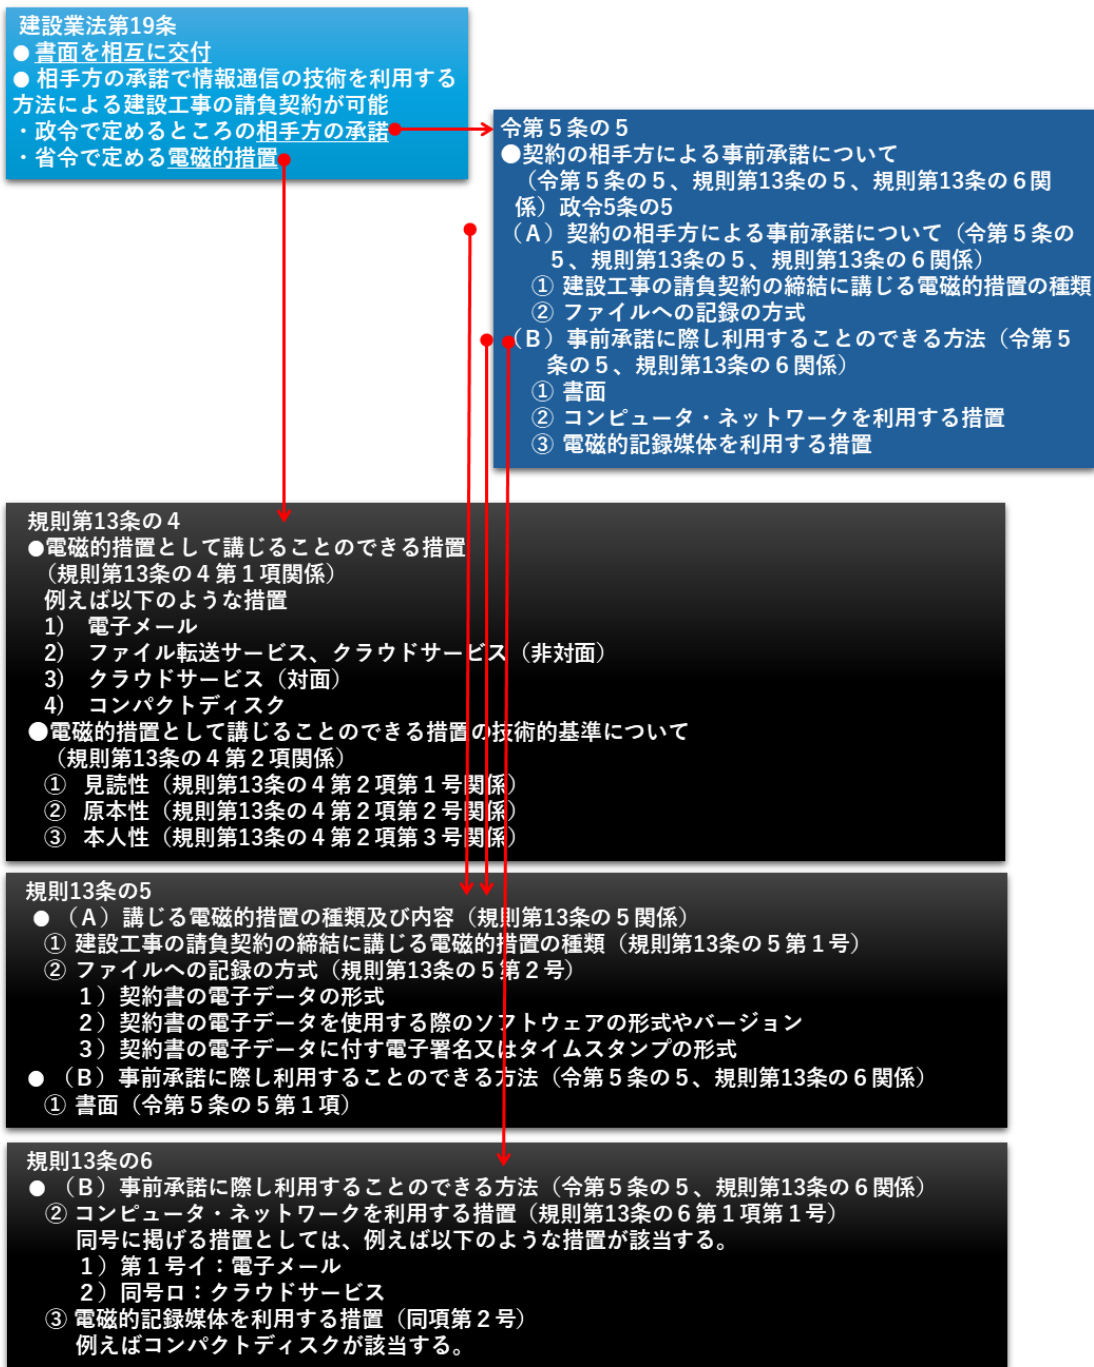 建設業法第19条
● 書面を相互に交付
● 相手方の承諾で情報通信の技術を利用する
方法による建設工事の請負契約が可能
・政令で定めるところの相手方の承諾
・省令で定める電磁的措置
令第５条の５
●契約の相手方による事前承諾について
（令第５条の５、規則第13条の５、規則第13条の６関
係）政令5条の5
（A）契約の相手方による事前承諾について（令第５条の
５、規則第13条の５、規則第13条の６関係）
① 建設工事の請負契約の締結に講じる電磁的措置の種類
② ファイルへの記録の方式
（B）事前承諾に際し利用することのできる方法（令第５
条の５、規則第13条の６関係）
① 書面
② コンピュータ・ネットワークを利用する措置
③ 電磁的記録媒体を利用する措置
規則第13条の４
●電磁的措置として講じることのできる措置
（規則第13条の４第１項関係）
例えば以下のような措置
1) 電子メール
2) ファイル転送サービス、クラウドサービス（非対面）
3) クラウドサービス（対面）
4) コンパクトディスク
●電磁的措置として講じることのできる措置の技術的基準について
（規則第13条の４第２項関係）
① 見読性（規則第13条の４第２項第１号関係）
② 原本性（規則第13条の４第２項第２号関係）
③ 本人性（規則第13条の４第２項第３号関係）
規則13条の5
● （A）講じる電磁的措置の種類及び内容（規則第13条の５関係）
① 建設工事の請負契約の締結に講じる電磁的措置の種類（規則第13条の５第１号）
② ファイルへの記録の方式（規則第13条の５第２号）
１）契約書の電子データの形式
２）契約書の電子データを使用する際のソフトウェアの形式やバージョン
３）契約書の電子データに付す電子署名又はタイムスタンプの形式
● （B）事前承諾に際し利用することのできる方法（令第５条の５、規則第13条の６関係）
① 書面（令第５条の５第１項）
規則13条の6
● （B）事前承諾に際し利用することのできる方法（令第５条の５、規則第13条の６関係）
② コンピュータ・ネットワークを利用する措置（規則第13条の６第１項第１号）
同号に掲げる措置としては、例えば以下のような措置が該当する。
１）第１号イ：電子メール
２）同号ロ：クラウドサービス
③ 電磁的記録媒体を利用する措置（同項第２号）
例えばコンパクトディスクが該当する。